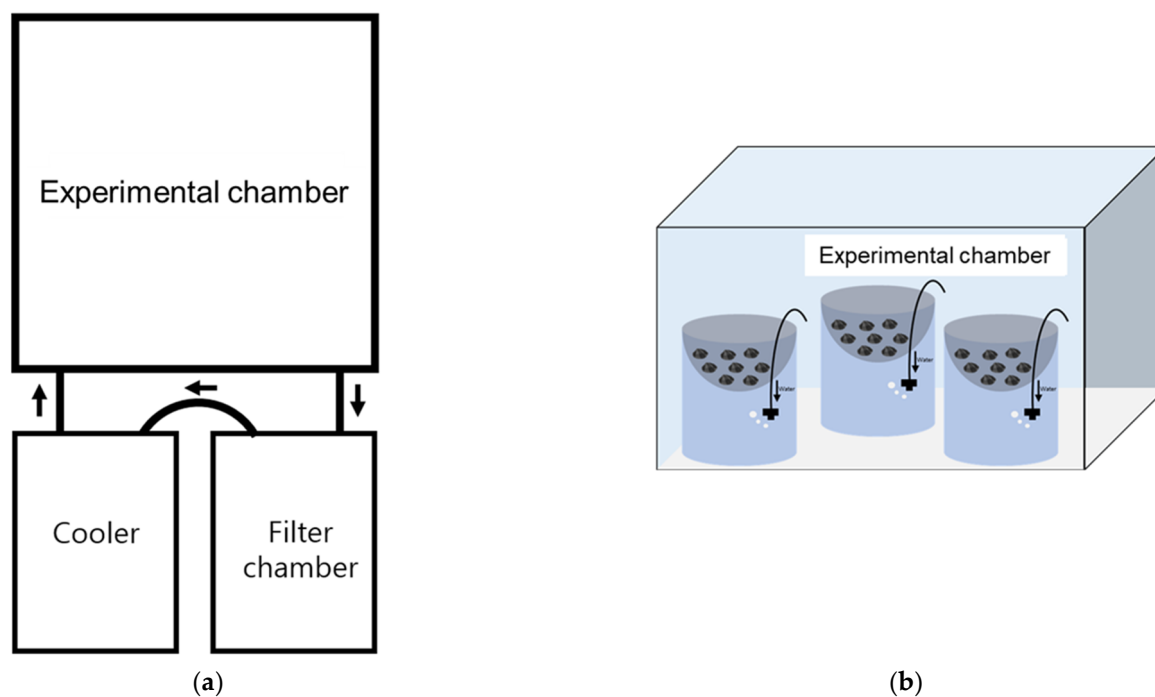 Experimental chamber
Cooler
Filter
chamber
(a)
Experimental chamber
Water
Water
Water
(b)